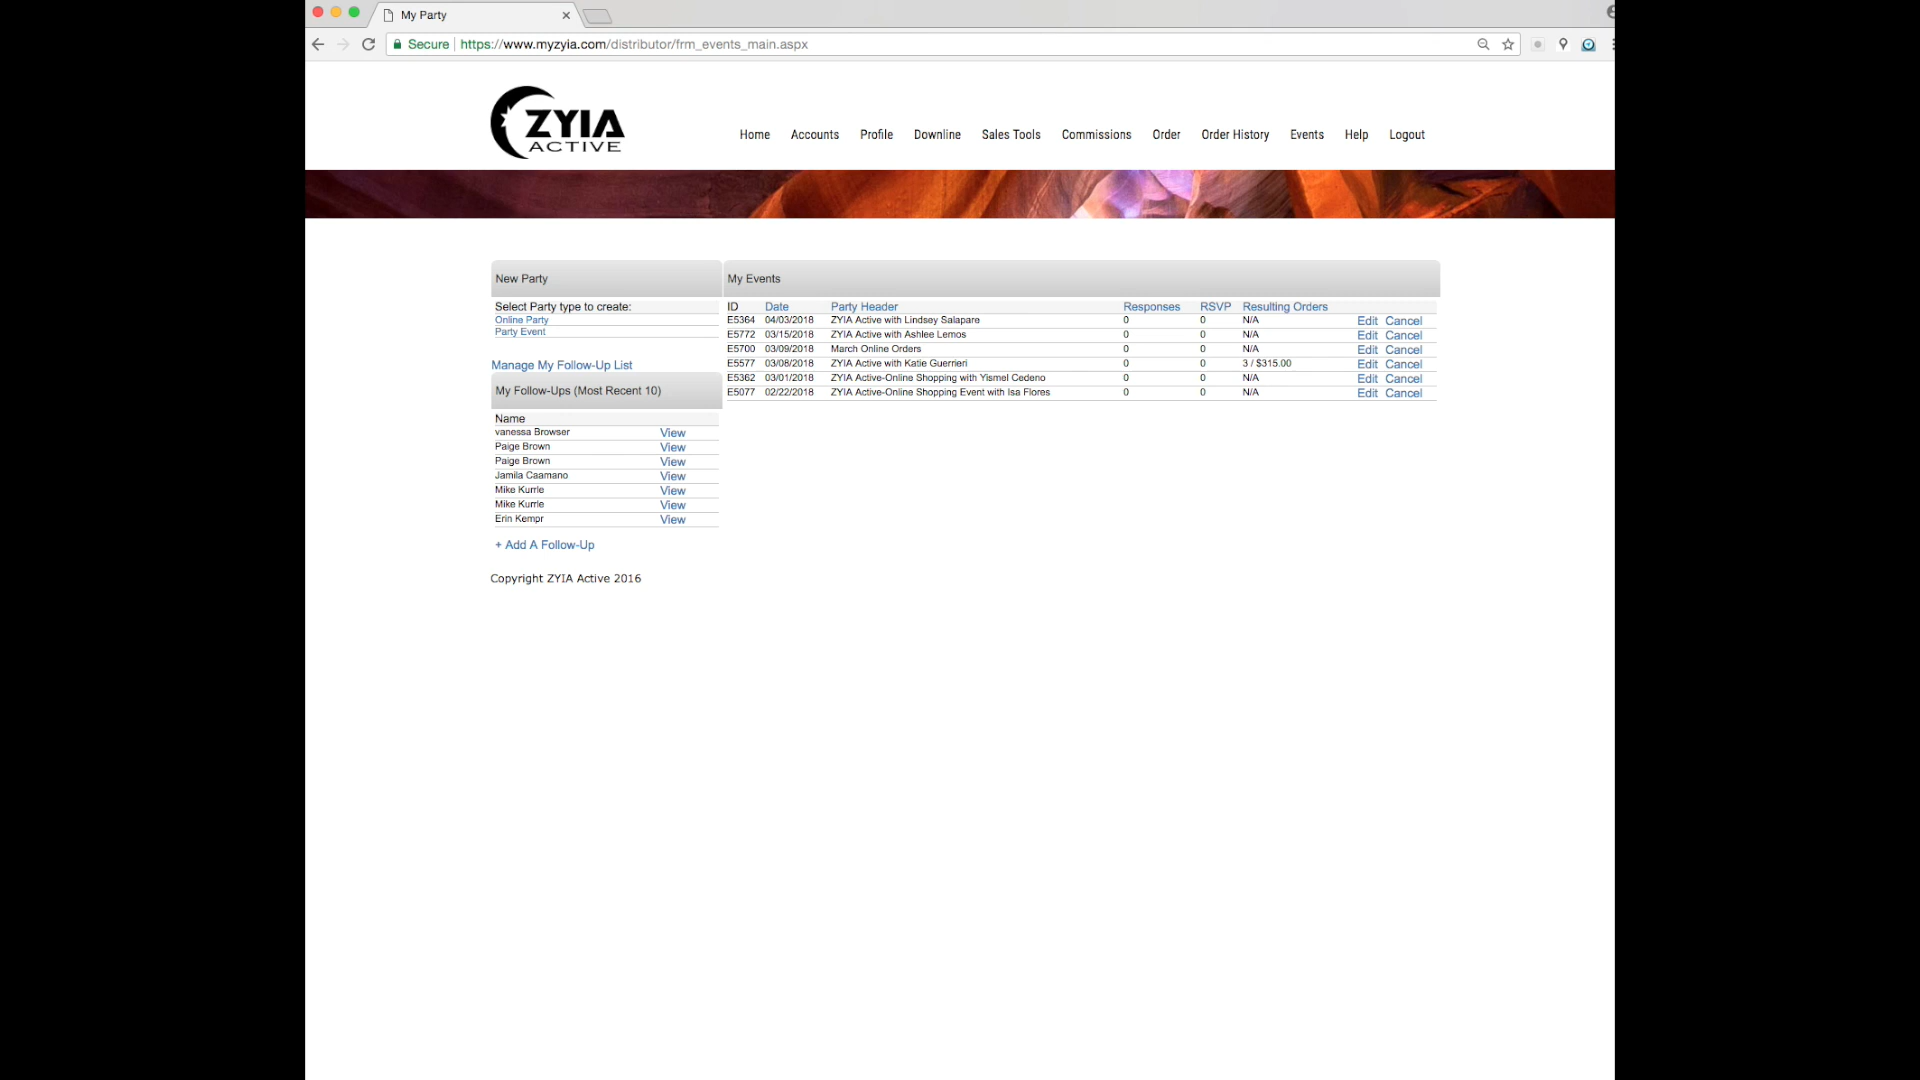 My Party
Secure https://www.myzyia.com/distributor/frm_events_main.aspx
ZYIA
ACTIVE
Home Accounts Profile Downline Sales Tools Commissions Order Order History Events Help Logout
New Party
My Events
Select Party type to create:
Online Party
Party Event
ID Date Party Header Responses RSVP Resulting Orders
E5364 04/03/2018 ZYIA Active with Lindsey Salapare 0 0 N/A Edit Cancel
E5772 03/15/2018 ZYIA Active with Ashlee Lemos 0 0 N/A Edit Cancel
E5700 03/09/2018 March Online Orders 0 0 N/A Edit Cancel
E5577 03/08/2018 ZYIA Active with Katie Guerrieri 0 0 3 / $315.00 Edit Cancel
E5362 03/01/2018 ZYIA Active-Online Shopping with Yismel Cedeno 0 0 N/A Edit Cancel
E5077 02/22/2018 ZYIA Active-Online Shopping Event with Isa Flores 0 0 N/A Edit Cancel
Manage My Follow-Up List
My Follow-Ups (Most Recent 10)
Name
vanessa Browser View
Paige Brown View
Paige Brown View
Jamila Caamano View
Mike Kurrle View
Mike Kurrle View
Erin Kempr View
+ Add A Follow-Up
Copyright ZYIA Active 2016